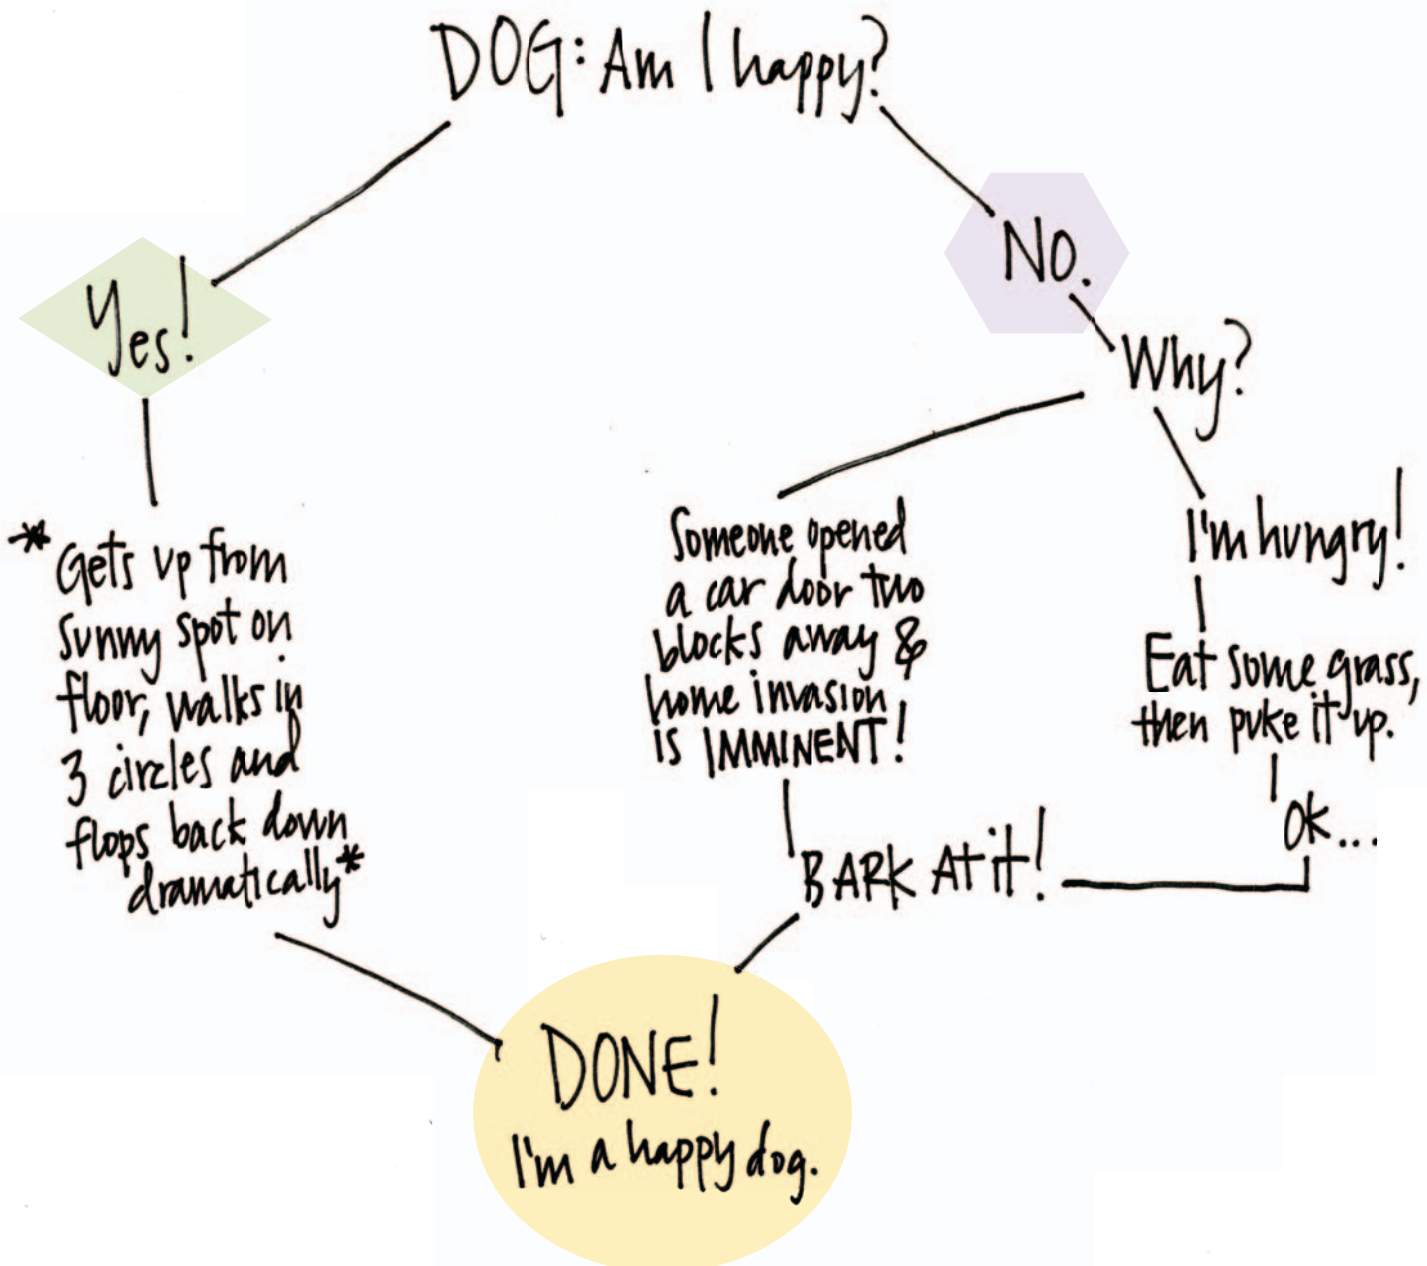 DOG: Am I happy?
Yes!
No.
Why?
*Gets up from
sunny spot on
floor, walks in
3 circles and
flops back down
dramatically*
Someone opened
a car door two
blocks away &
home invasion
is IMMINENT!
I'm hungry!
Eat some grass,
then puke it up.
OK...
BARK At it!
DONE!
I'm a happy dog.